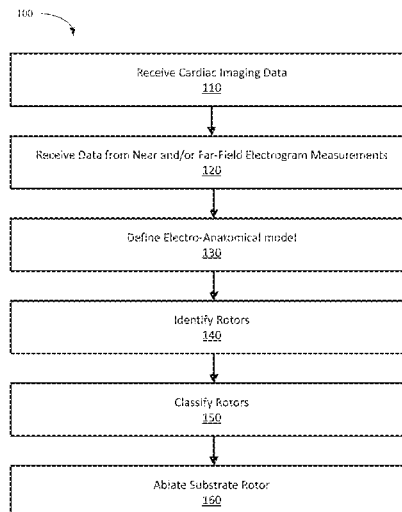 100
Receive Cardiac Imaging Data
110
Receive Data from Near and/or Far-Field Electrogram Measurements
120
Define Electro-Anatomical model
130
Identify Rotors
140
Classify Rotors
150
Ablate Substrate Rotor
160